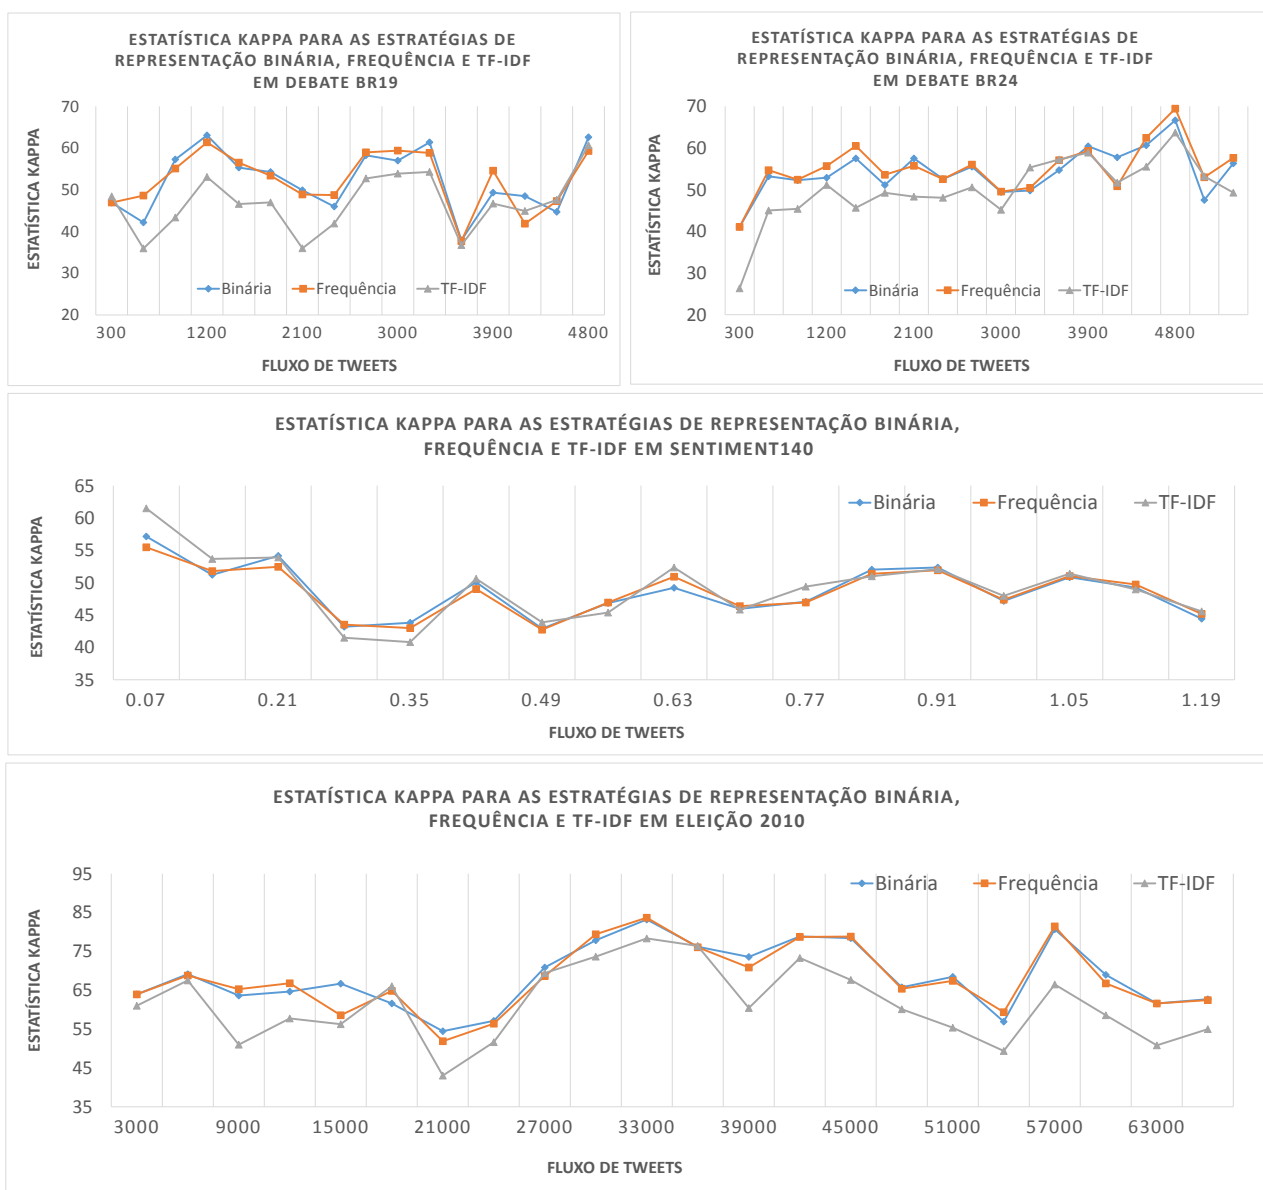 ESTATÍSTICA KAPPA PARA AS ESTRATÉGIAS DE
REPRESENTAÇÃO BINÁRIA, FREQUÊNCIA E TF-IDF
EM DEBATE BR19
ESTATÍSTICA KAPPA
70
60
50
40
30
20
Binária Frequência TF-IDF
300 1200 2100 3000 3900 4800
FLUXO DE TWEETS
ESTATÍSTICA KAPPA PARA AS ESTRATÉGIAS DE
REPRESENTAÇÃO BINÁRIA, FREQUÊNCIA E TF-IDF
EM DEBATE BR24
ESTATÍSTICA KAPPA
70
60
50
40
30
20
Binária Frequência TF-IDF
300 1200 2100 3000 3900 4800
FLUXO DE TWEETS
ESTATÍSTICA KAPPA PARA AS ESTRATÉGIAS DE REPRESENTAÇÃO BINÁRIA,
FREQUÊNCIA E TF-IDF EM SENTIMENT140
ESTATÍSTICA KAPPA
65
60
55
50
45
40
35
Binária Frequência TF-IDF
0.07 0.21 0.35 0.49 0.63 0.77 0.91 1.05 1.19
FLUXO DE TWEETS
ESTATÍSTICA KAPPA PARA AS ESTRATÉGIAS DE REPRESENTAÇÃO BINÁRIA,
FREQUÊNCIA E TF-IDF EM ELEIÇÃO 2010
ESTATÍSTICA KAPPA
95
85
75
65
55
45
35
Binária Frequência TF-IDF
3000 9000 15000 21000 27000 33000 39000 45000 51000 57000 63000
FLUXO DE TWEETS